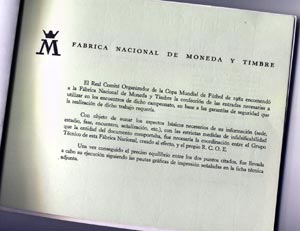 M
FABRICA NACIONAL DE MONEDA Y TIMBRE
El Real Comité Organizador de la Copa Mundial de Fútbol de 1982 encomendó
a la Fábrica Nacional de Moneda y Timbre la confección de las entradas necesarias a
utilizar en los encuentros de dicho campeonato, en base a las garantías de seguridad que
la realización de dicho trabajo requería.
Con objeto de aunar los aspectos básicos necesarios de su información (sede,
estadio, fase, encuentro, señalización, etc.), con las estrictas medidas de infalsificabilidad
que la entidad del documento comportaba, fue necesaria la coordinación entre el Grupo
Técnico de esta Fábrica Nacional, creado al efecto, y el propio R. C. O. E.
Una vez conseguido el preciso equilibrio entre los dos puntos citados, fue llevada
a cabo su ejecución siguiendo las pautas gráficas de impresión señaladas en la ficha técnica
adjunta.